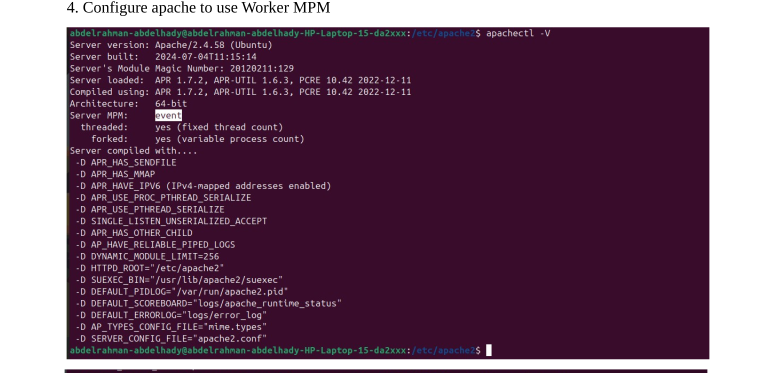 4. Configure apache to use Worker MPM
abdelrahman-abdelhady@abdelrahman-abdelhady-HP-Laptop-15-da2xxx:/etc/apache2$ apachectl -V
Server version: Apache/2.4.58 (Ubuntu)
Server built:   2024-07-04T11:15:14
Server's Module Magic Number: 20120211:129
Server loaded:  APR 1.7.2, APR-UTIL 1.6.3, PCRE 10.42 2022-12-11
Compiled using: APR 1.7.2, APR-UTIL 1.6.3, PCRE 10.42 2022-12-11
Architecture:   64-bit
Server MPM:     event
  threaded:     yes (fixed thread count)
    forked:     yes (variable process count)
Server compiled with....
 -D APR_HAS_SENDFILE
 -D APR_HAS_MMAP
 -D APR_HAVE_IPV6 (IPv4-mapped addresses enabled)
 -D APR_USE_PROC_PTHREAD_SERIALIZE
 -D APR_USE_PTHREAD_SERIALIZE
 -D SINGLE_LISTEN_UNSERIALIZED_ACCEPT
 -D APR_HAS_OTHER_CHILD
 -D AP_HAVE_RELIABLE_PIPED_LOGS
 -D DYNAMIC_MODULE_LIMIT=256
 -D HTTPD_ROOT="/etc/apache2"
 -D SUEXEC_BIN="/usr/lib/apache2/suexec"
 -D DEFAULT_PIDLOG="/var/run/apache2.pid"
 -D DEFAULT_SCOREBOARD="logs/apache_runtime_status"
 -D DEFAULT_ERRORLOG="logs/error_log"
 -D AP_TYPES_CONFIG_FILE="mime.types"
 -D SERVER_CONFIG_FILE="apache2.conf"
abdelrahman-abdelhady@abdelrahman-abdelhady-HP-Laptop-15-da2xxx:/etc/apache2$